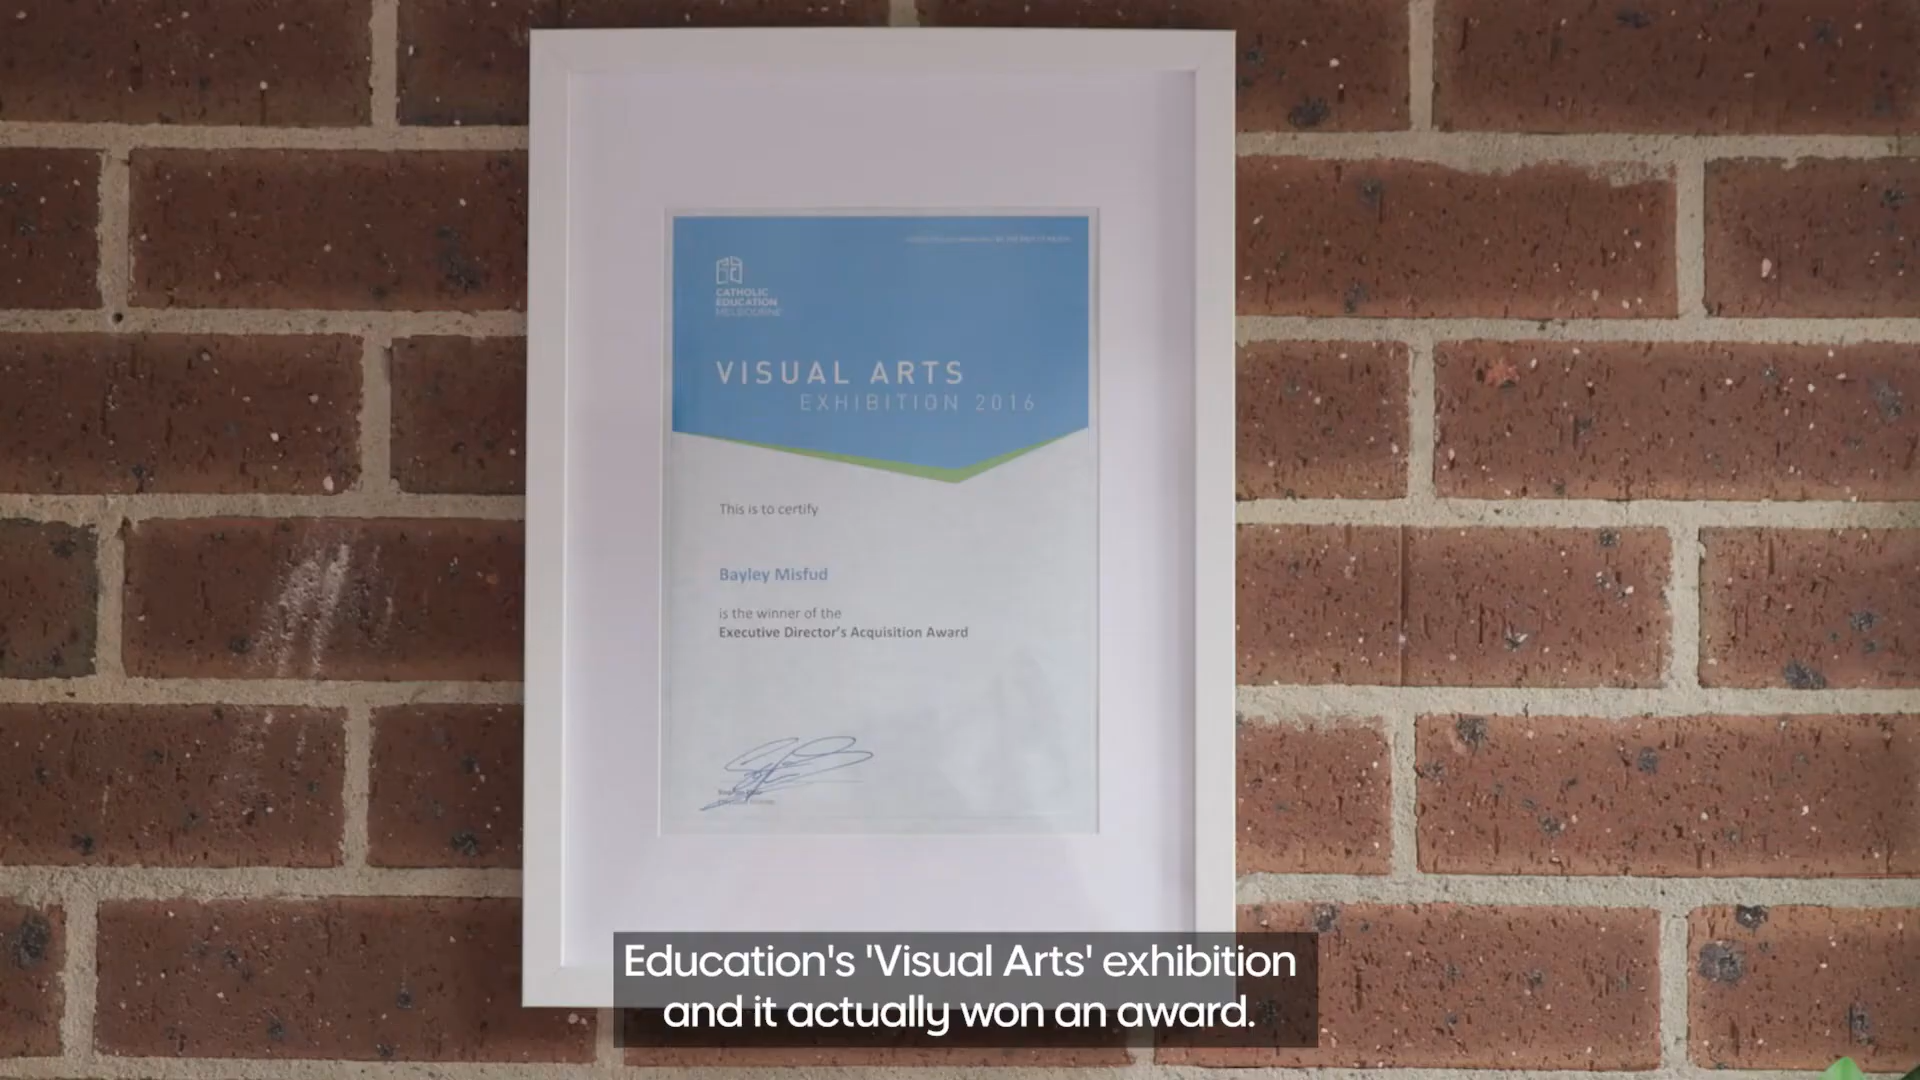 CATHOLIC
EDUCATION
MELBOURNE
VISUAL ARTS
EXHIBITION 2016
This is to certify
Bayley Misfud
is the winner of the
Executive Director's Acquisition Award
Education's 'Visual Arts' exhibition
and it actually won an award.